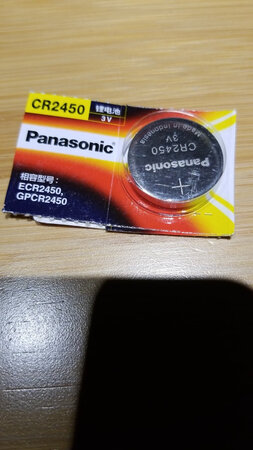 CR2450
锂电池
3V
Panasonic
相容型号:
ECR2450,
GPCR2450
Made in Indonesia
3V
CR2450
Panasonic
+